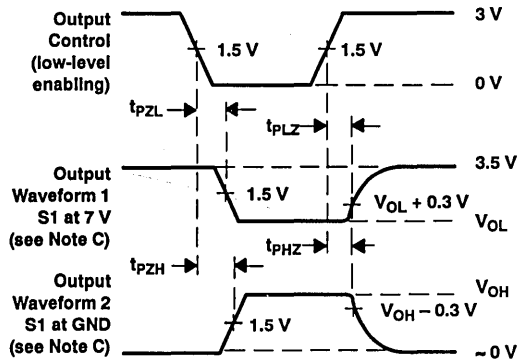 Output
Control
(low-level
enabling)
3 V
1.5 V
1.5 V
0 V
tPZL
tPLZ
Output
Waveform 1
S1 at 7 V
(see Note C)
3.5 V
1.5 V
VOL + 0.3 V
VOL
tPHZ
tPZH
Output
Waveform 2
S1 at GND
(see Note C)
VOH
VOH − 0.3 V
1.5 V
~ 0 V